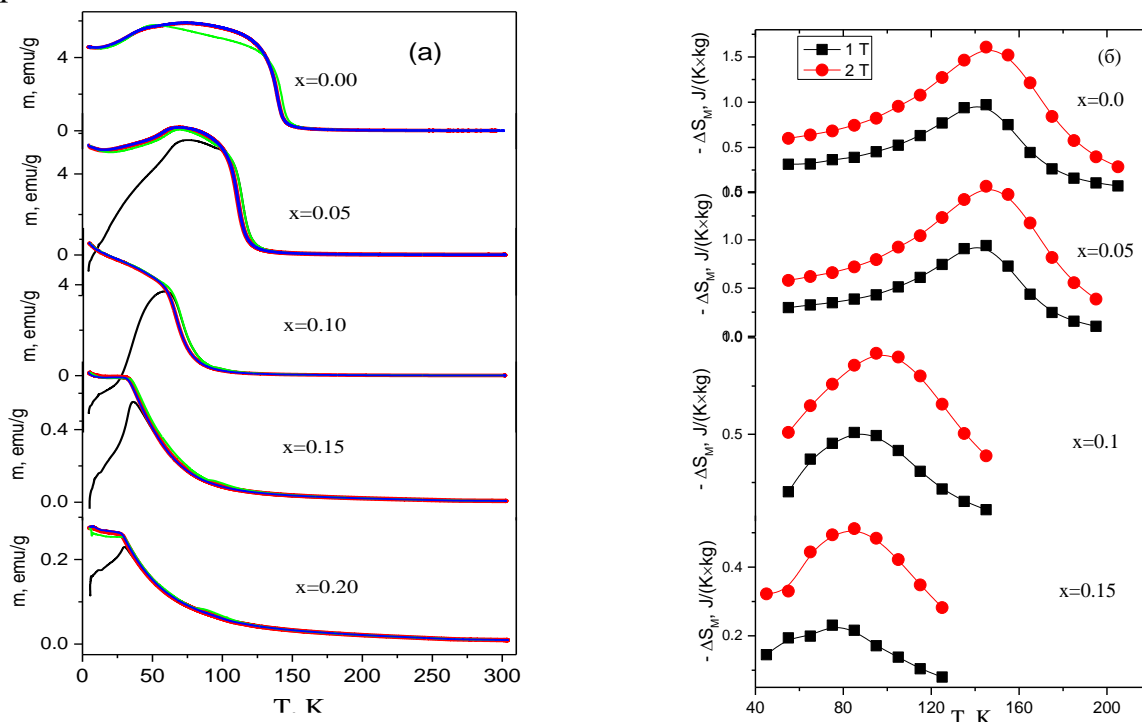 m, emu/g
4
0
(a)
x=0.00
m, emu/g
4
0
x=0.05
m, emu/g
4
0
x=0.10
m, emu/g
0.4
0.0
x=0.15
m, emu/g
0.2
0.0
x=0.20
0 50 100 150 200 250 300
T, K
- ΔS_M, J/(K×kg)
1.5
1.0
0.5
1 T
2 T
(б)
x=0.0
- ΔS_M, J/(K×kg)
1.5
1.0
0.5
0.0
x=0.05
- ΔS_M, J/(K×kg)
0.5
x=0.1
- ΔS_M, J/(K×kg)
0.4
0.2
x=0.15
40 80 120 160 200
T, K